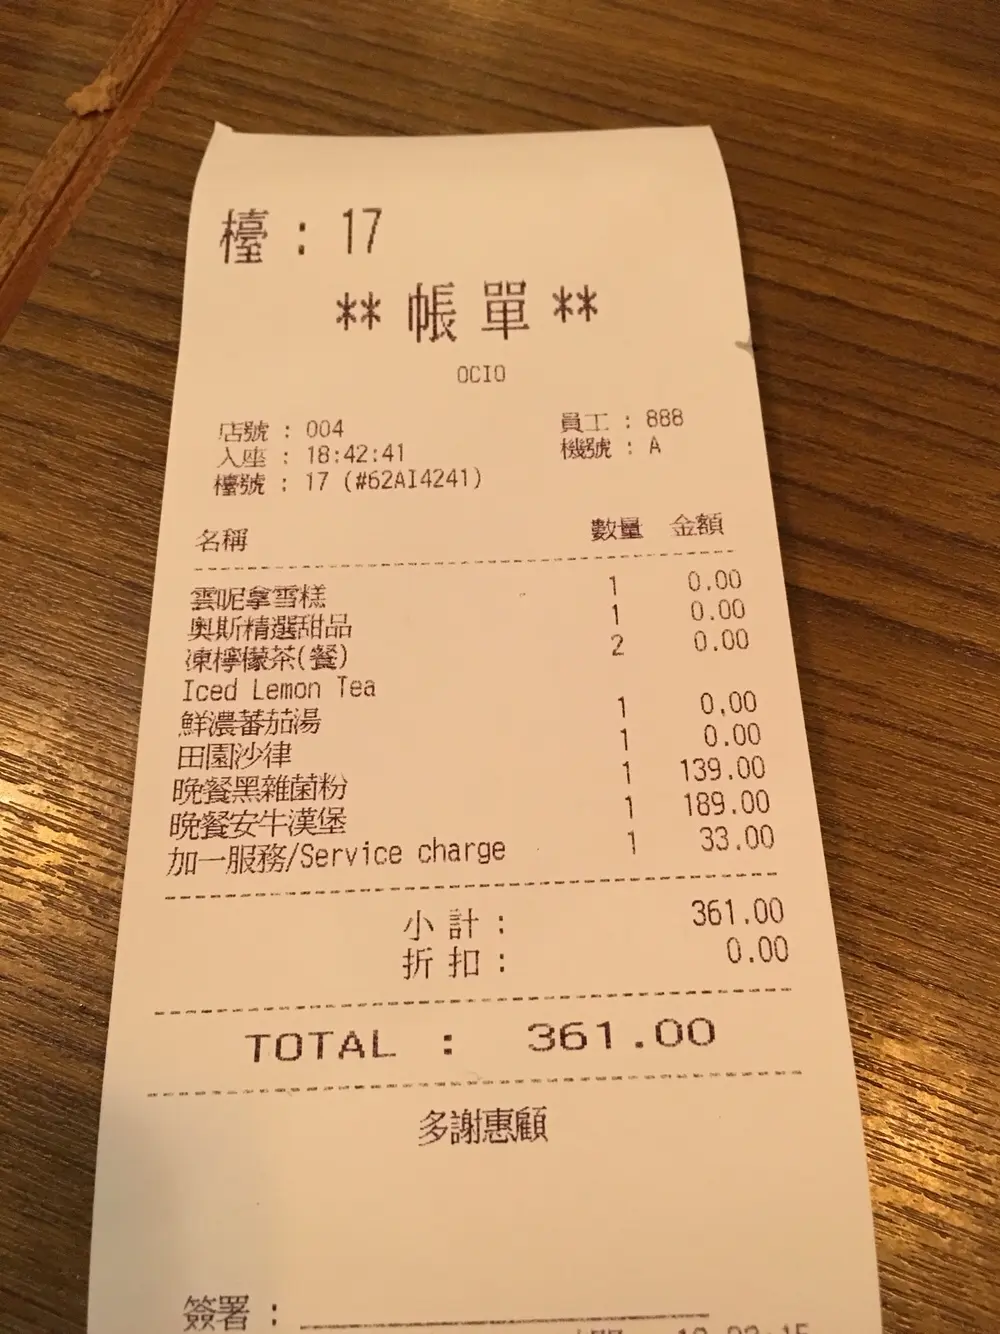 檯 : 17
** 帳 單 **
OCIO
店號 : 004 員工 : 888
入座 : 18:42:41 機號 : A
檯號 : 17 (#62AI4241)
名稱 數量 金額
雲呢拿雪糕 1 0.00
奧斯精選甜品 1 0.00
凍檸檬茶(餐) 2 0.00
Iced Lemon Tea
鮮濃蕃茄湯 1 0.00
田園沙律 1 0.00
晚餐黑雜菌粉 1 139.00
晚餐安牛漢堡 1 189.00
加一服務/Service charge 1 33.00
小 計 : 361.00
折 扣 : 0.00
TOTAL : 361.00
多謝惠顧
簽署 :